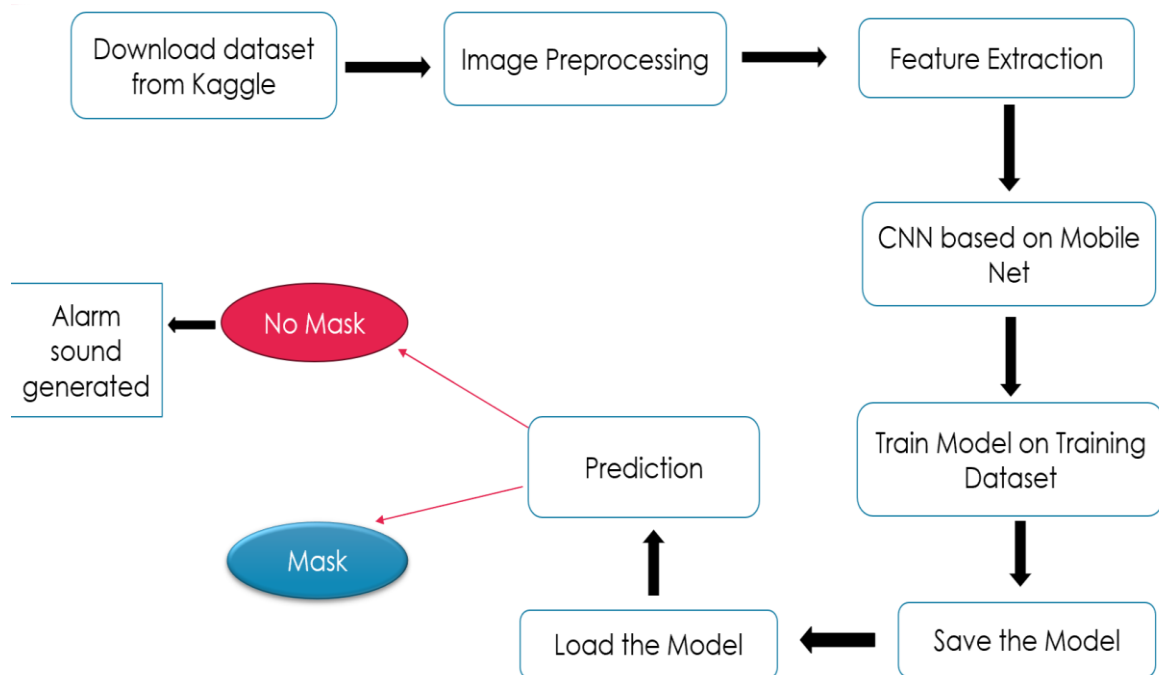 Download dataset
from Kaggle
Image Preprocessing
Feature Extraction
CNN based on Mobile
Net
Train Model on Training
Dataset
Save the Model
Load the Model
Prediction
No Mask
Alarm
sound
generated
Mask